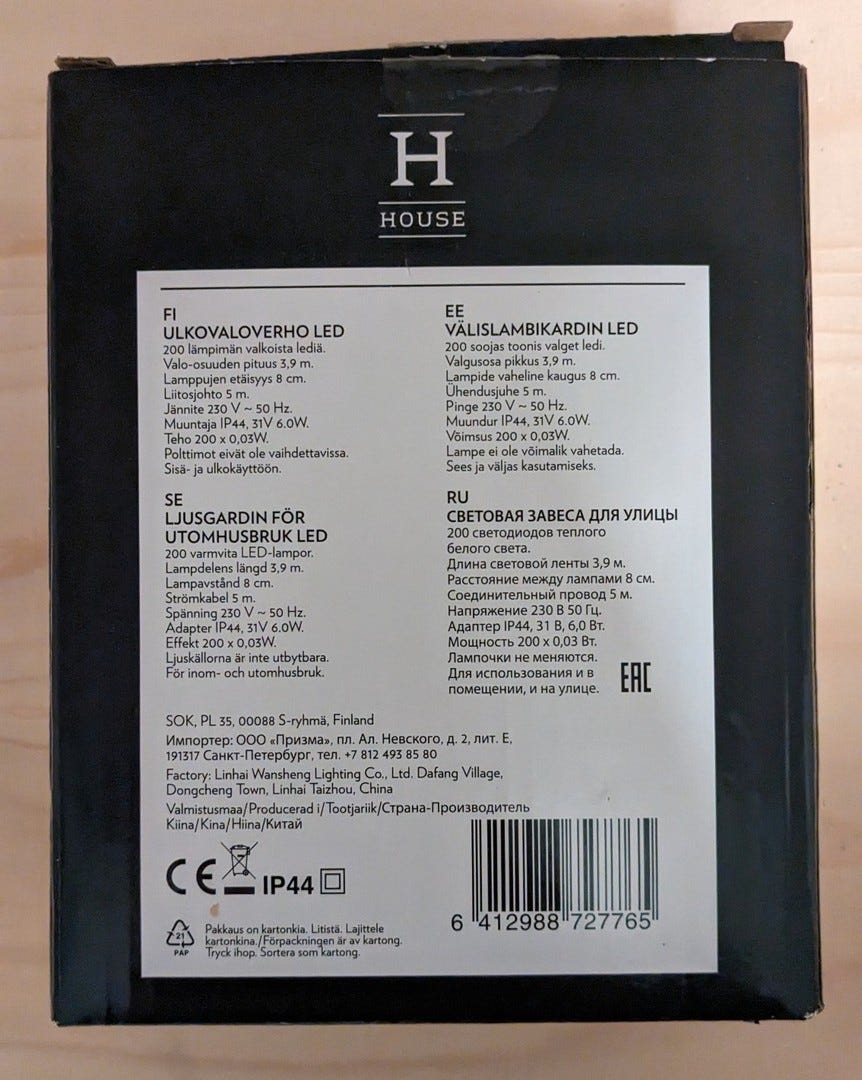 H
HOUSE
FI
ULKOVALOVERHO LED
200 lämpimän valkoista lediä.
Valo-osuuden pituus 3,9 m.
Lamppujen etäisyys 8 cm.
Liitosjohto 5 m.
Jännite 230 V ~ 50 Hz.
Muuntaja IP44, 31V 6.0W.
Teho 200 x 0,03W.
Polttimot eivät ole vaihdettavissa.
Sisä- ja ulkokäyttöön.
EE
VÄLISLAMBIKARDIN LED
200 soojas toonis valget ledi.
Valgusosa pikkus 3,9 m.
Lampide vaheline kaugus 8 cm.
Ühendusjuhe 5 m.
Pinge 230 V ~ 50 Hz.
Muundur IP44, 31V 6.0W.
Võimsus 200 x 0,03W.
Lampe ei ole võimalik vahetada.
Sees ja väljas kasutamiseks.
SE
LJUSGARDIN FÖR
UTOMHUSBRUK LED
200 varmvita LED-lampor.
Lampdelens längd 3,9 m.
Lampavstånd 8 cm.
Strömkabel 5 m.
Spänning 230 V ~ 50 Hz.
Adapter IP44, 31V 6.0W.
Effekt 200 x 0,03W.
Ljuskällorna är inte utbytbara.
För inom- och utomhusbruk.
RU
СВЕТОВАЯ ЗАВЕСА ДЛЯ УЛИЦЫ
200 светодиодов теплого
белого света.
Длина световой ленты 3,9 м.
Расстояние между лампами 8 см.
Соединительный провод 5 м.
Напряжение 230 В 50 Гц.
Адаптер IP44, 31 В, 6,0 Вт.
Мощность 200 x 0,03 Вт.
Лампочки не меняются.
Для использования и в
помещении, и на улице.
EAC
SOK, PL 35, 00088 S-ryhmä, Finland
Импортер: ООО «Призма», пл. Ал. Невского, д. 2, лит. Е,
191317 Санкт-Петербург, тел. +7 812 493 85 80
Factory: Linhai Wansheng Lighting Co., Ltd. Dafang Village,
Dongcheng Town, Linhai Taizhou, China
Valmistusmaa/Producerad i/Tootjariik/Страна-Производитель
Kiina/Kina/Hiina/Китай
CE IP44
6 412988 727765
21
PAP
Pakkaus on kartonkia. Litistä. Lajittele
kartonkina./Förpackningen är av kartong.
Tryck ihop. Sortera som kartong.